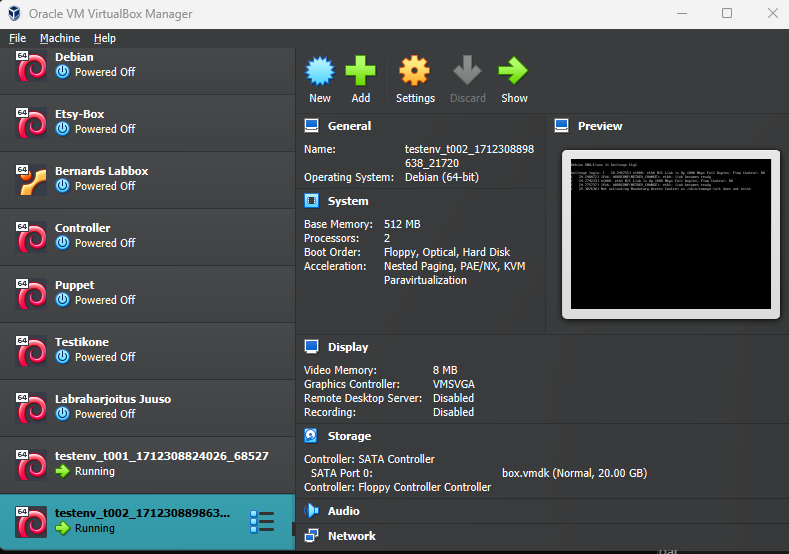 Oracle VM VirtualBox Manager
File Machine Help
64 Debian
Powered Off
64 Etsy-Box
Powered Off
64 Bernards Labbox
Powered Off
64 Controller
Powered Off
64 Puppet
Powered Off
64 Testikone
Powered Off
64 Labraharjoitus Juuso
Powered Off
64 testenv_t001_1712308824026_68527
Running
64 testenv_t002_171230889863...
Running
New Add Settings Discard Show
General
Name: testenv_t002_1712308898
638_21720
Operating System: Debian (64-bit)
System
Base Memory: 512 MB
Processors: 2
Boot Order: Floppy, Optical, Hard Disk
Acceleration: Nested Paging, PAE/NX, KVM
Paravirtualization
Preview
Display
Video Memory: 8 MB
Graphics Controller: VMSVGA
Remote Desktop Server: Disabled
Recording: Disabled
Storage
Controller: SATA Controller
SATA Port 0: box.vmdk (Normal, 20.00 GB)
Controller: Floppy Controller Controller
Audio
Network